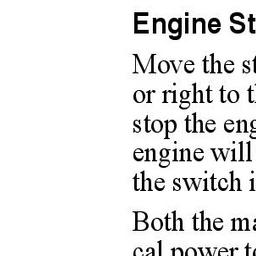 Engine St
Move the st
or right to t
stop the eng
engine will
the switch i
Both the ma
cal power to